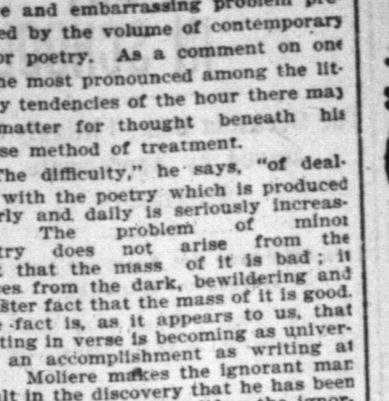 and embarrassing problem
ed by the volume of contemporary
or poetry. As a comment on one
he most pronounced among the lit-
y tendencies of the hour there may
matter for thought beneath his
se method of treatment.
The difficulty," he says, "of deal-
with the poetry which is produced
rly and daily is seriously increas-
The problem of minor
try does not arise from the
t that the mass of it is bad; it
es from the dark, bewildering and
ster fact that the mass of it is good.
fact is, as it appears to us, that
ting in verse is becoming as univer-
an accomplishment as writing at
Moliere makes the ignorant man
ult in the discovery that he has been